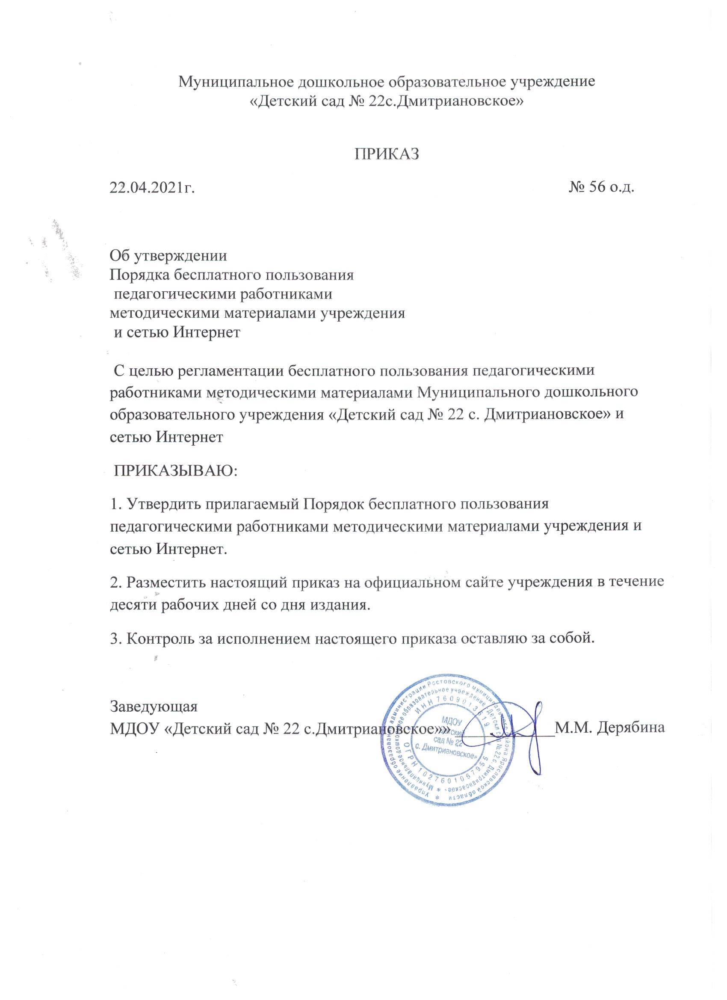 Муниципальное дошкольное образовательное учреждение
«Детский сад № 22с.Дмитриановское»
ПРИКАЗ
22.04.2021г. № 56 о.д.
Об утверждении
Порядка бесплатного пользования
педагогическими работниками
методическими материалами учреждения
и сетью Интернет
С целью регламентации бесплатного пользования педагогическими
работниками методическими материалами Муниципального дошкольного
образовательного учреждения «Детский сад № 22 с. Дмитриановское» и
сетью Интернет
ПРИКАЗЫВАЮ:
1. Утвердить прилагаемый Порядок бесплатного пользования
педагогическими работниками методическими материалами учреждения и
сетью Интернет.
2. Разместить настоящий приказ на официальном сайте учреждения в течение
десяти рабочих дней со дня издания.
3. Контроль за исполнением настоящего приказа оставляю за собой.
Заведующая
МДОУ «Детский сад № 22 с.Дмитриановское»» ____________М.М. Дерябина
Управление образования администрации Ростовского муниципального района Ярославской области
Муниципальное дошкольное образовательное учреждение «Детский сад № 22 с. Дмитриановское»
ИНН 7609013619
ОГРН 1027601067955
МДОУ
«Детский
сад № 22
с. Дмитриановское»